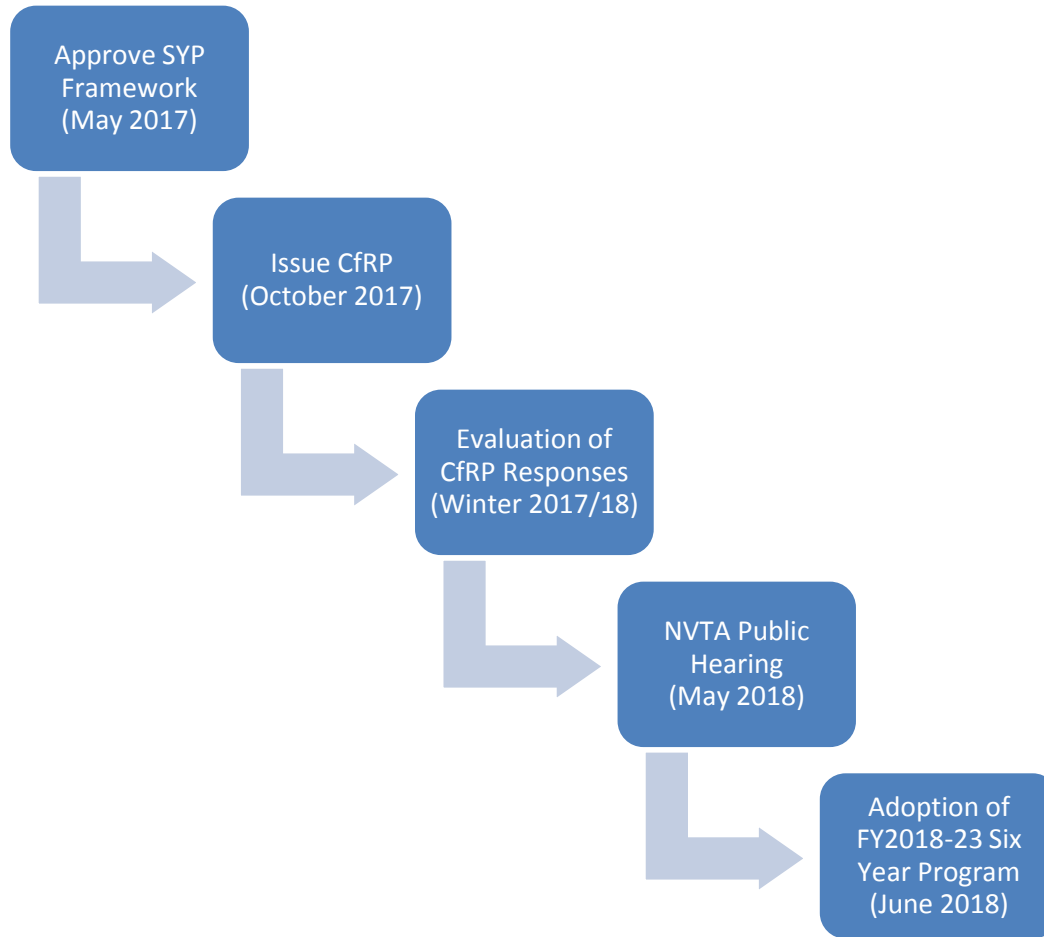 Approve SYP
Framework
(May 2017)
Issue CfRP
(October 2017)
Evaluation of
CfRP Responses
(Winter 2017/18)
NVTA Public
Hearing
(May 2018)
Adoption of
FY2018-23 Six
Year Program
(June 2018)